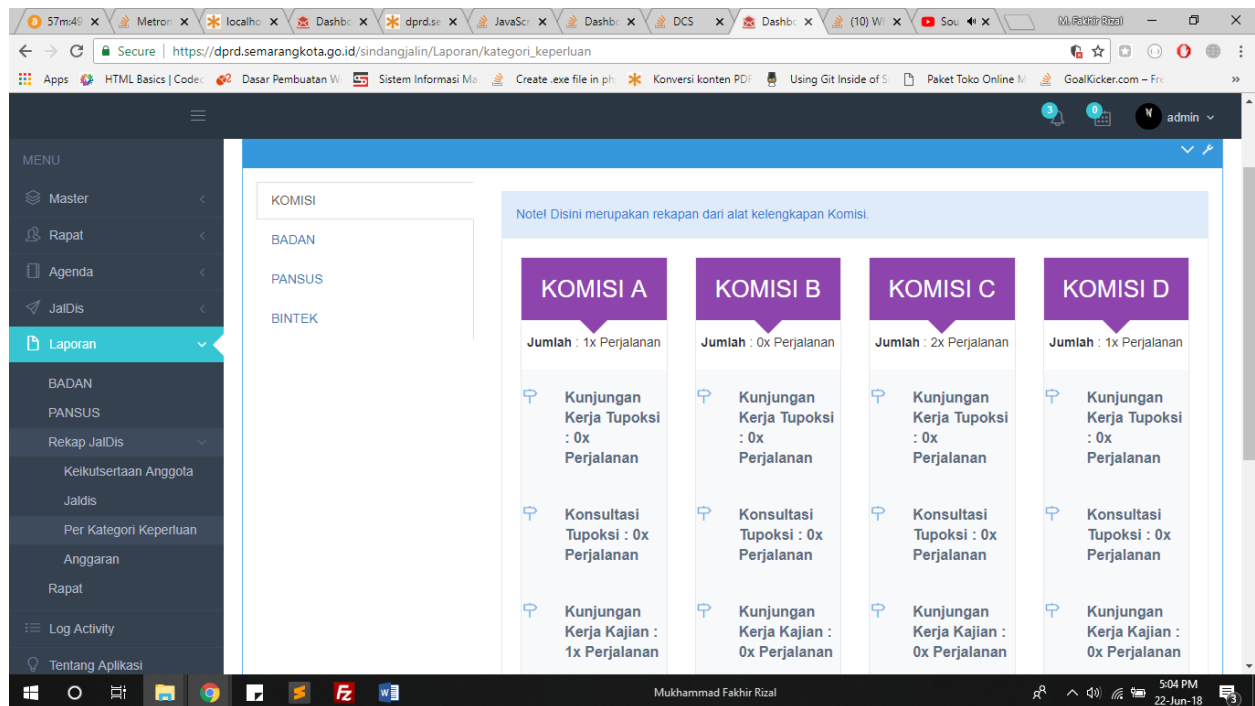 57m:49
Metron
localho
Dashbo
dprd.se
JavaScr
Dashbo
DCS
Dashbo
(10) W
Sou
M. Fakhir Rizal
Secure | https://dprd.semarangkota.go.id/sindangjalin/Laporan/kategori_keperluan
Apps
HTML Basics | Codec
Dasar Pembuatan W
Sistem Informasi Ma
Create .exe file in ph
Konversi konten PDF
Using Git Inside of S
Paket Toko Online M
GoalKicker.com – Fre
3
0
admin
MENU
Master
Rapat
Agenda
JalDis
Laporan
BADAN
PANSUS
Rekap JalDis
Keikutsertaan Anggota
Jaldis
Per Kategori Keperluan
Anggaran
Rapat
Log Activity
Tentang Aplikasi
KOMISI
BADAN
PANSUS
BINTEK
Note! Disini merupakan rekapan dari alat kelengkapan Komisi.
KOMISI A
Jumlah : 1x Perjalanan
Kunjungan
Kerja Tupoksi
: 0x
Perjalanan
Konsultasi
Tupoksi : 0x
Perjalanan
Kunjungan
Kerja Kajian :
1x Perjalanan
KOMISI B
Jumlah : 0x Perjalanan
Kunjungan
Kerja Tupoksi
: 0x
Perjalanan
Konsultasi
Tupoksi : 0x
Perjalanan
Kunjungan
Kerja Kajian :
0x Perjalanan
KOMISI C
Jumlah : 2x Perjalanan
Kunjungan
Kerja Tupoksi
: 0x
Perjalanan
Konsultasi
Tupoksi : 0x
Perjalanan
Kunjungan
Kerja Kajian :
0x Perjalanan
KOMISI D
Jumlah : 1x Perjalanan
Kunjungan
Kerja Tupoksi
: 0x
Perjalanan
Konsultasi
Tupoksi : 0x
Perjalanan
Kunjungan
Kerja Kajian :
0x Perjalanan
Mukhammad Fakhir Rizal
5:04 PM
22-Jun-18
3